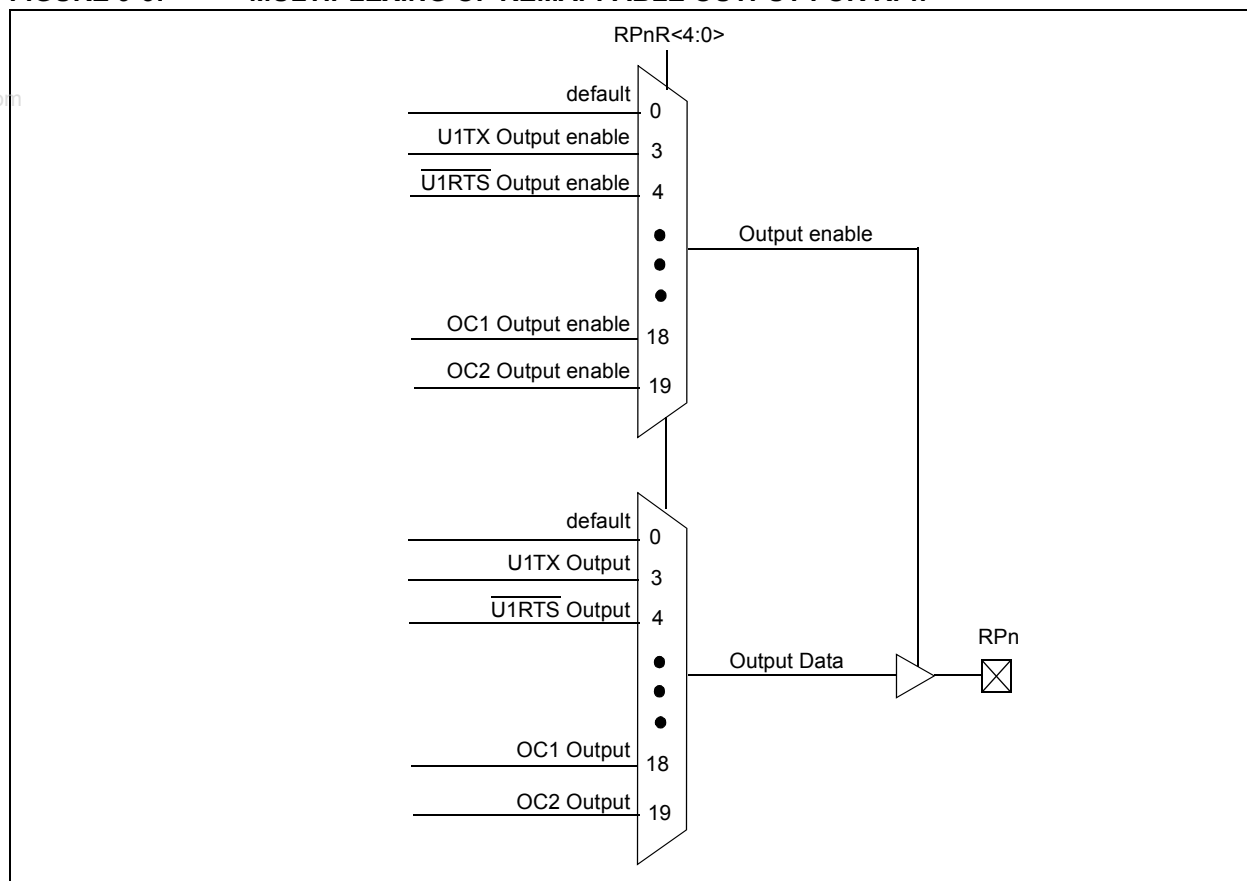 RPnR<4:0>
default
0
U1TX Output enable
3
U1RTS Output enable
4
Output enable
OC1 Output enable
18
OC2 Output enable
19
default
0
U1TX Output
3
U1RTS Output
4
RPn
Output Data
OC1 Output
18
OC2 Output
19